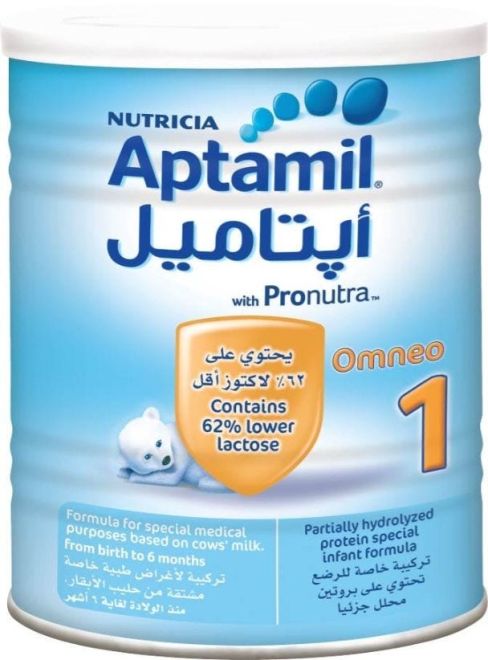 NUTRICIA
Aptamil®
أپتاميل
with Pronutra™
يحتوي على
٦٢٪ لاكتوز أقل
Contains
62% lower
lactose
Omneo
1
Formula for special medical
purposes based on cows' milk.
from birth to 6 months
تركيبة لأغراض طبية خاصة
مشتقة من حليب الأبقار.
منذ الولادة لغاية ٦ أشهر
Partially hydrolyzed
protein special
infant formula
تركيبة خاصة للرضع
تحتوي على بروتين
محلل جزئيا